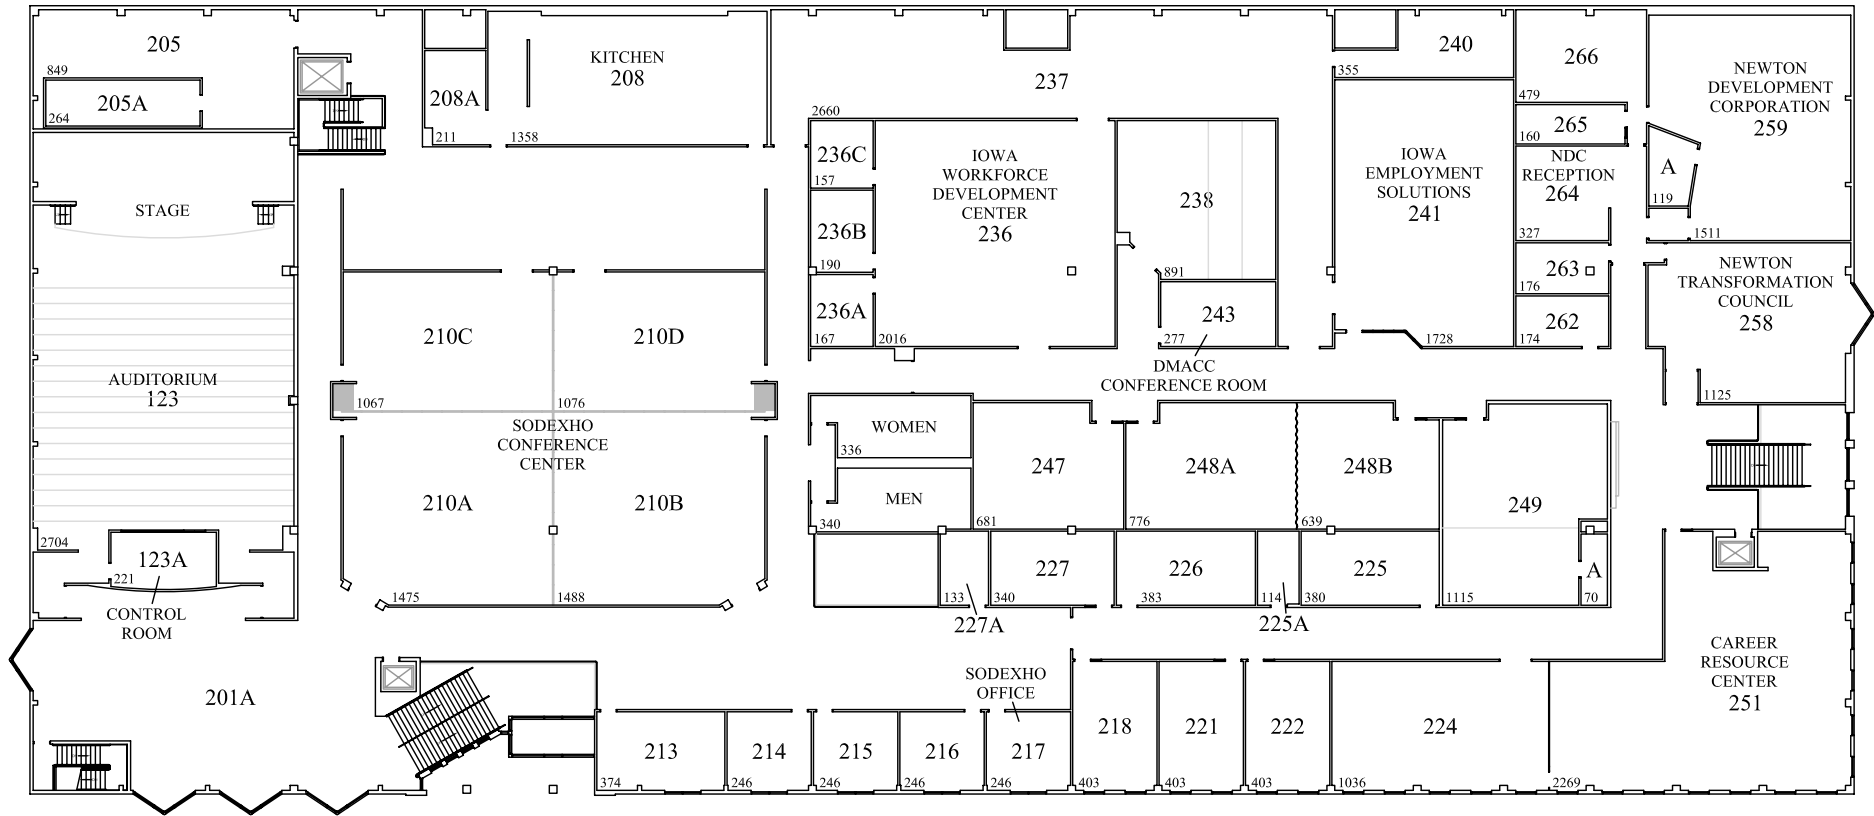 205
849
205A
264
STAGE
AUDITORIUM
123
2704
123A
221
CONTROL
ROOM
201A
208A
211
KITCHEN
208
1358
210C
210D
1067
1076
SODEXHO
CONFERENCE
CENTER
210A
210B
1475
1488
237
2660
236C
157
236B
190
236A
167
IOWA
WORKFORCE
DEVELOPMENT
CENTER
236
2016
238
891
243
277
DMACC
CONFERENCE ROOM
240
355
IOWA
EMPLOYMENT
SOLUTIONS
241
1728
266
479
265
160
NDC
RECEPTION
264
327
263
176
262
174
NEWTON
DEVELOPMENT
CORPORATION
259
A
119
1511
NEWTON
TRANSFORMATION
COUNCIL
258
1125
WOMEN
336
MEN
340
247
681
248A
776
248B
639
249
1115
A
70
133
227A
227
340
226
383
114
225A
225
380
SODEXHO
OFFICE
213
374
214
246
215
246
216
246
217
246
218
403
221
403
222
403
224
1036
CAREER
RESOURCE
CENTER
251
2269